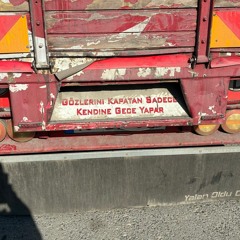 GÖZLERİNİ KAPATAN SADECE
KENDİNE GECE YAPAR
Yalan Oldu